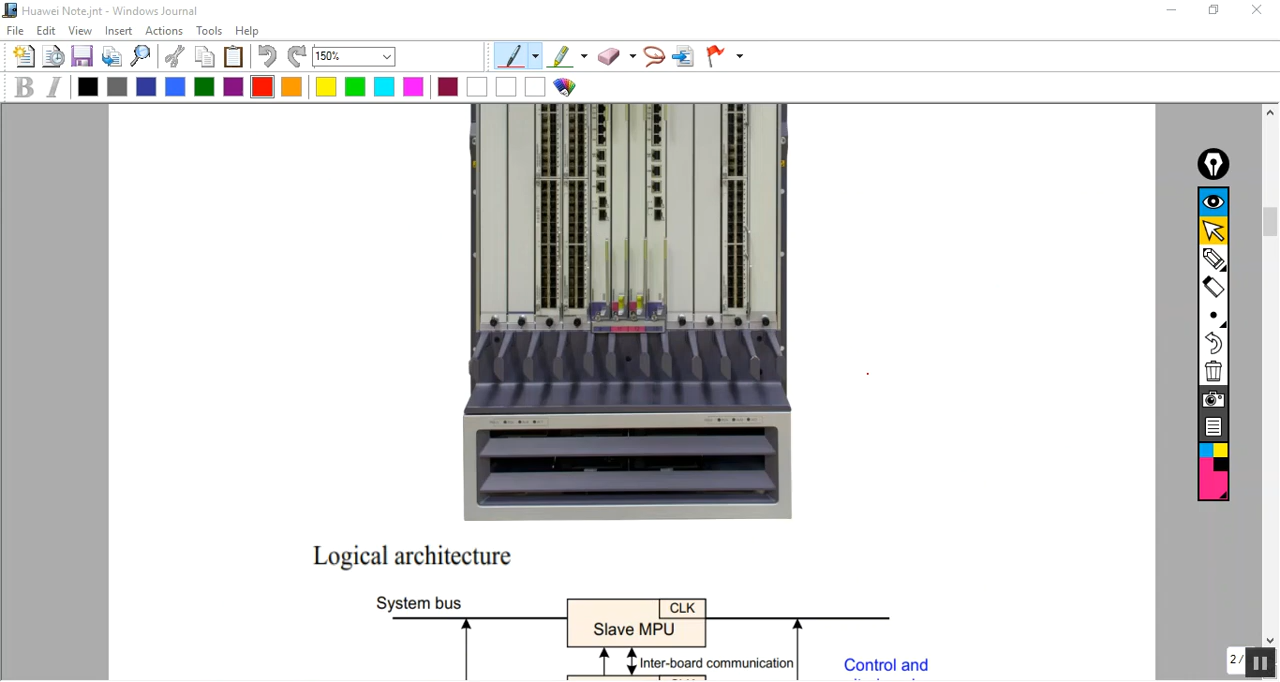 Huawei Note.jnt - Windows Journal
File Edit View Insert Actions Tools Help
150%
B I
Logical architecture
System bus
CLK
Slave MPU
Inter-board communication
Control and
2 /